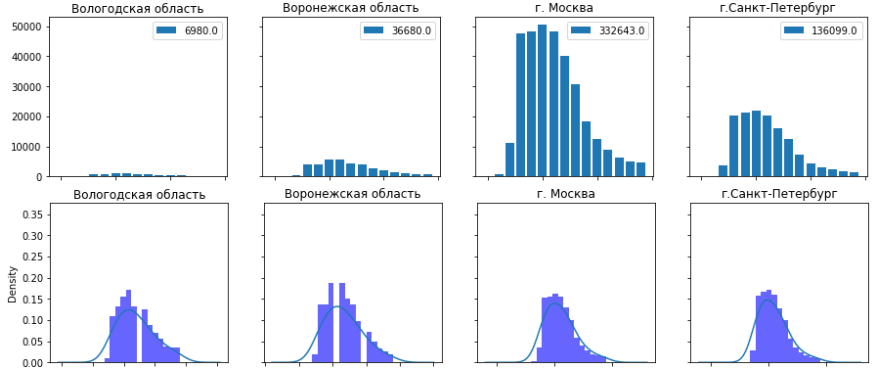 Вологодская область
Воронежская область
г. Москва
г.Санкт-Петербург
50000
40000
30000
20000
10000
0
6980.0
36680.0
332643.0
136099.0
Вологодская область
Воронежская область
г. Москва
г.Санкт-Петербург
Density
0.35
0.30
0.25
0.20
0.15
0.10
0.05
0.00